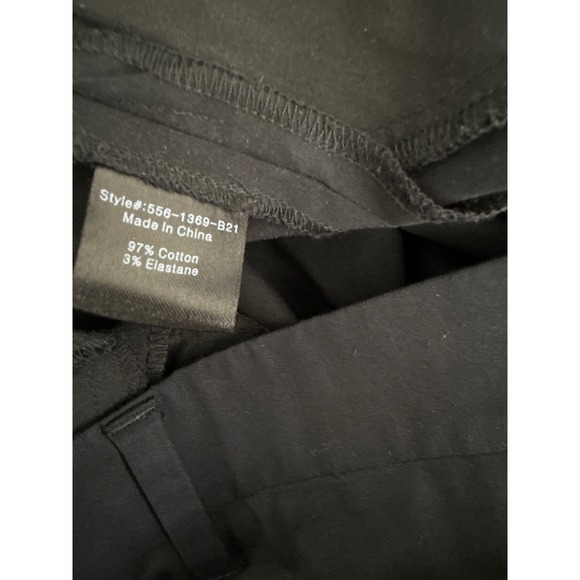 Style#:556-1369-B21
Made In China
97% Cotton
3% Elastane